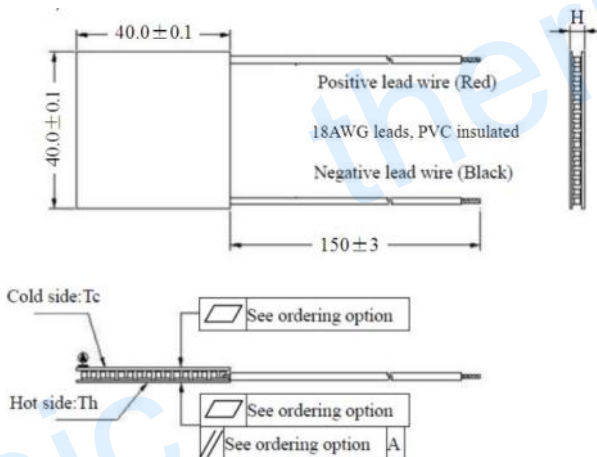 40.0±0.1
H
40.0±0.1
Positive lead wire (Red)
18AWG leads, PVC insulated
Negative lead wire (Black)
150±3
Cold side:Tc
See ordering option
A
Hot side:Th
See ordering option
See ordering option A